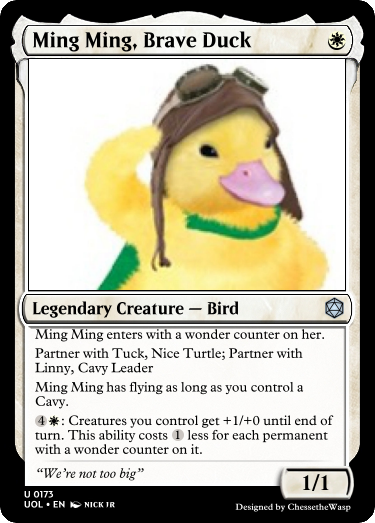 Ming Ming, Brave Duck
Legendary Creature — Bird
Ming Ming enters with a wonder counter on her.
Partner with Tuck, Nice Turtle; Partner with
Linny, Cavy Leader
Ming Ming has flying as long as you control a
Cavy.
4: Creatures you control get +1/+0 until end of
turn. This ability costs 1 less for each permanent
with a wonder counter on it.
“We’re not too big”
1/1
U 0173
UOL • EN NICK JR
Designed by ChessetheWasp